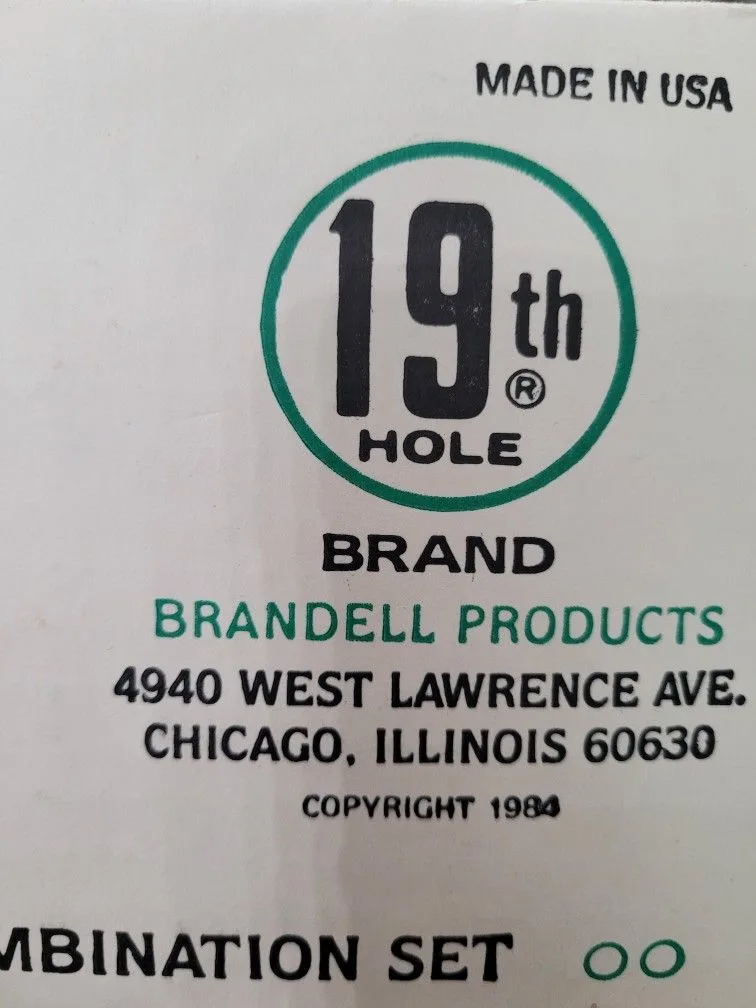 MADE IN USA
19th
®
HOLE
BRAND
BRANDELL PRODUCTS
4940 WEST LAWRENCE AVE.
CHICAGO, ILLINOIS 60630
COPYRIGHT 1984
MBINATION SET OO